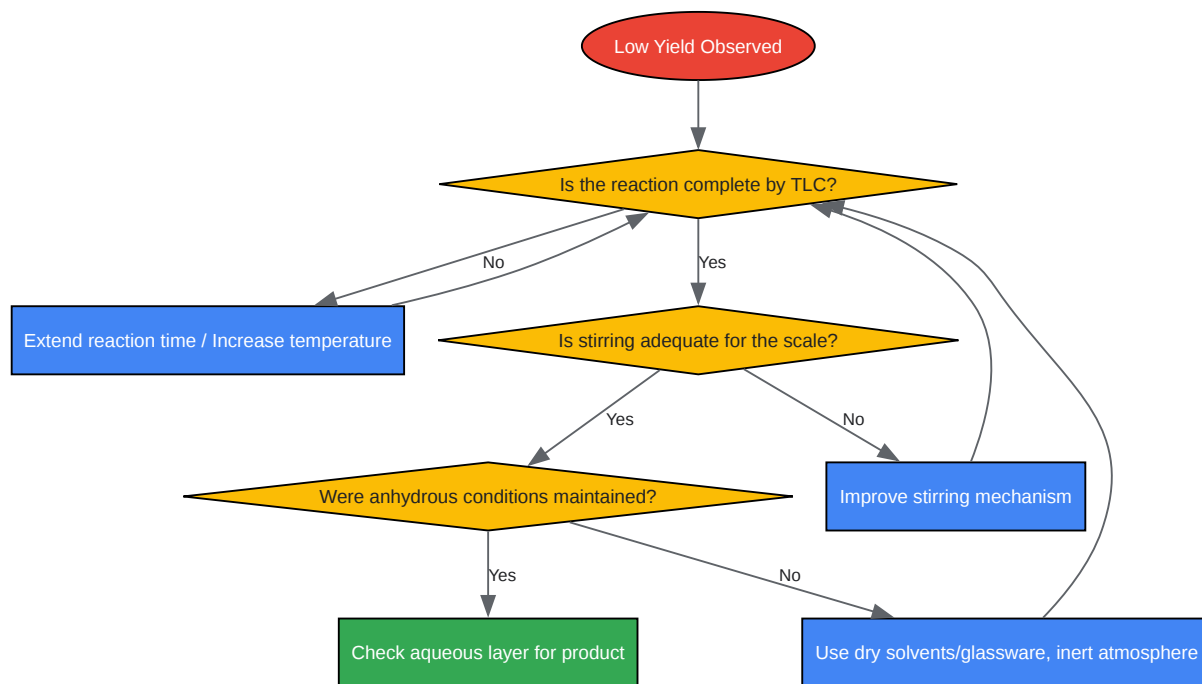 Low Yield Observed
Is the reaction complete by TLC?
No
Yes
Extend reaction time / Increase temperature
Is stirring adequate for the scale?
Yes
No
Were anhydrous conditions maintained?
Improve stirring mechanism
Yes
No
Check aqueous layer for product
Use dry solvents/glassware, inert atmosphere